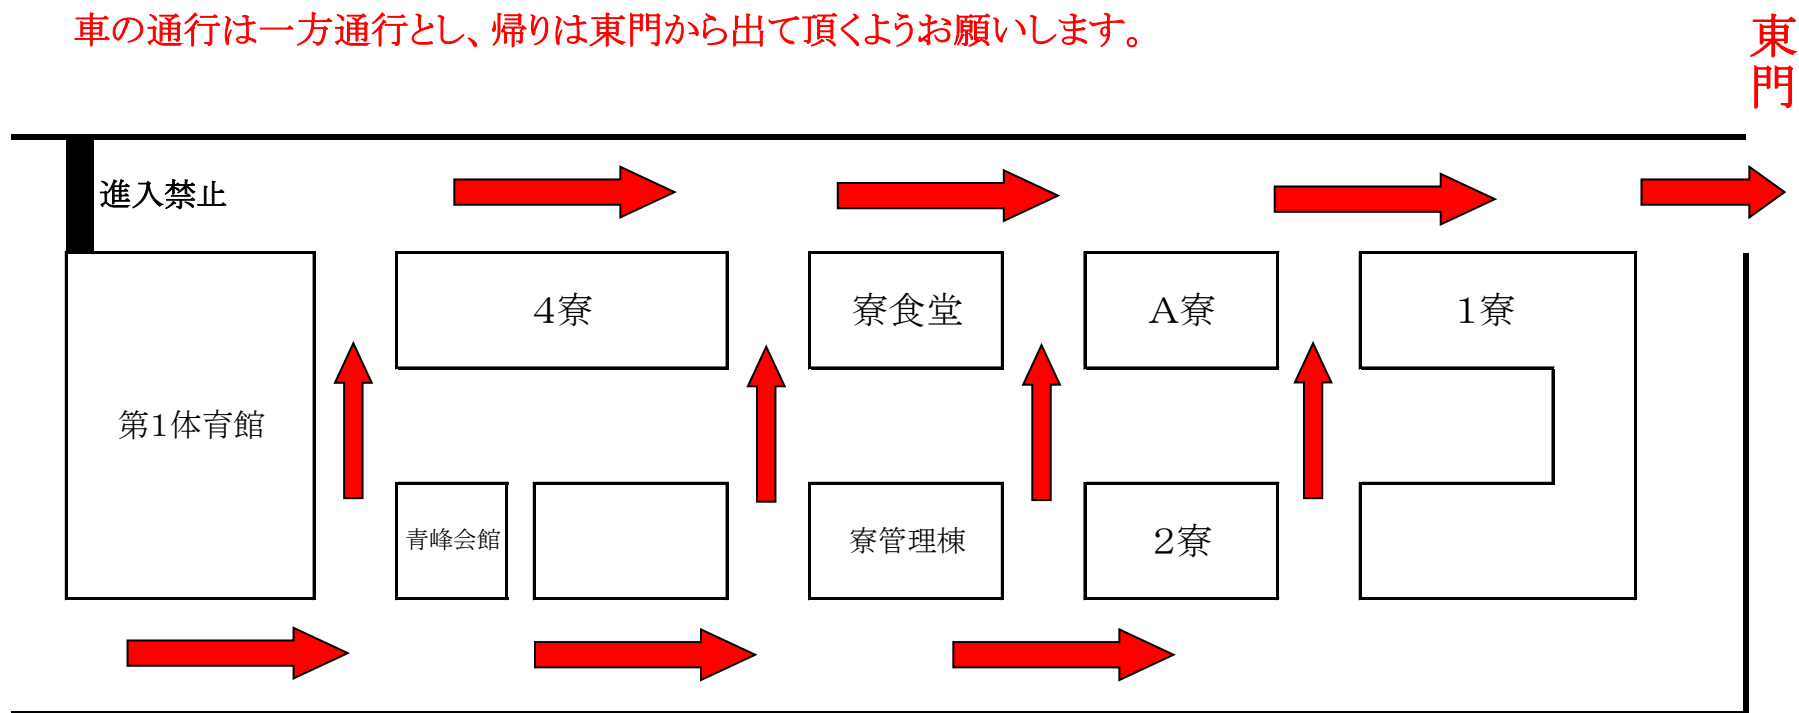 車の通行は一方通行とし、帰りは東門から出て頂くようお願いします。
東門
進入禁止
4寮
寮食堂
A寮
1寮
第1体育館
青峰会館
寮管理棟
2寮